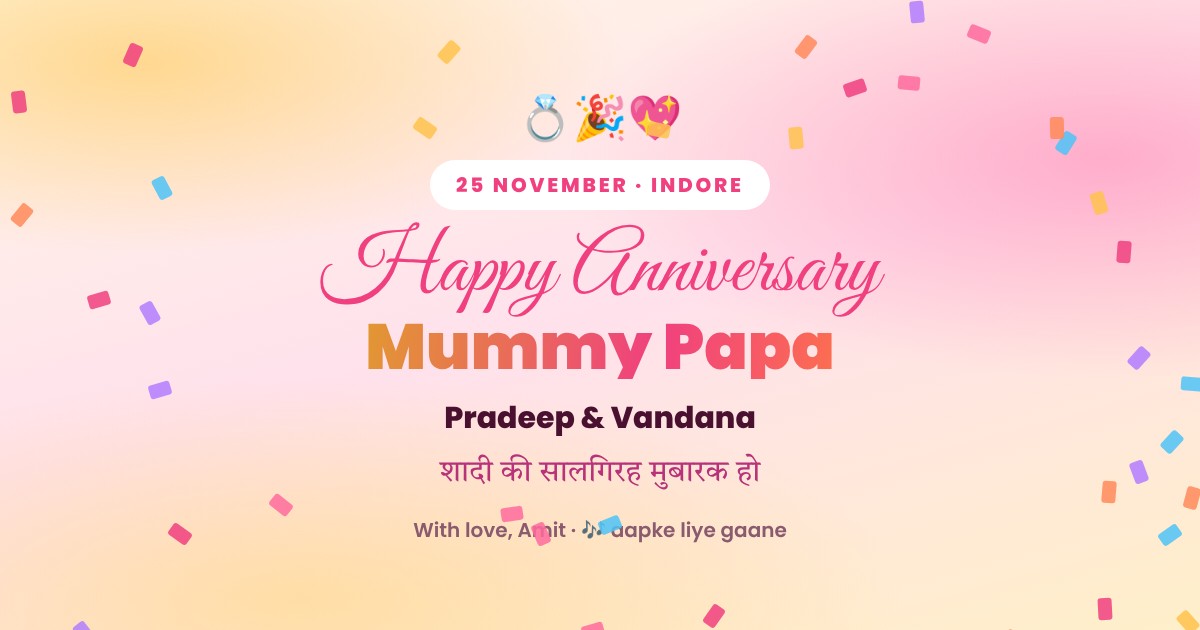 25 NOVEMBER · INDORE
Happy Anniversary
Mummy Papa
Pradeep & Vandana
शादी की सालगिरह मुबारक हो
With love, Amit · 🎶 aapke liye gaane